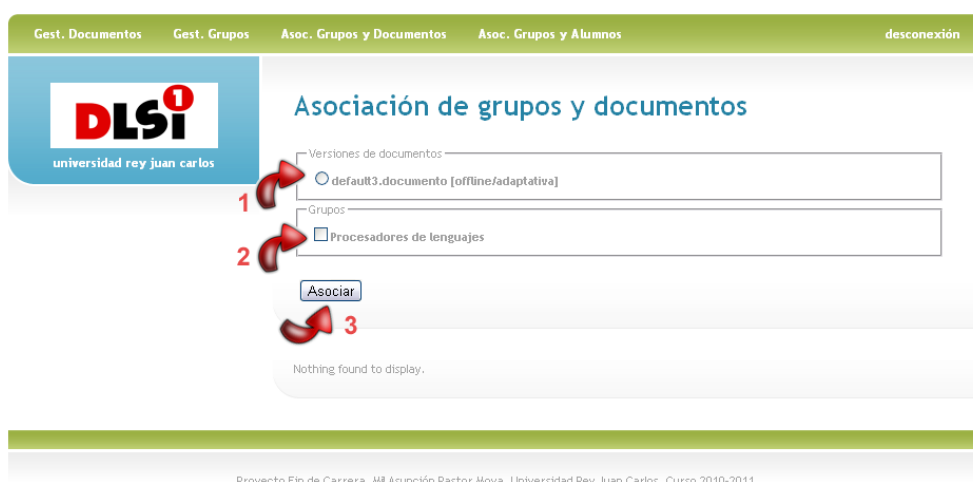 Gest. Documentos Gest. Grupos Asoc. Grupos y Documentos Asoc. Grupos y Alumnos desconexión
DLSi 1
universidad rey juan carlos
Asociación de grupos y documentos
Versiones de documentos
default3.documento [offline/adaptativa]
1
Grupos
Procesadores de lenguajes
2
Asociar
3
Nothing found to display.
Proyecto Fin de Carrera. Mª Asunción Pastor Moya. Universidad Rey Juan Carlos. Curso 2010-2011